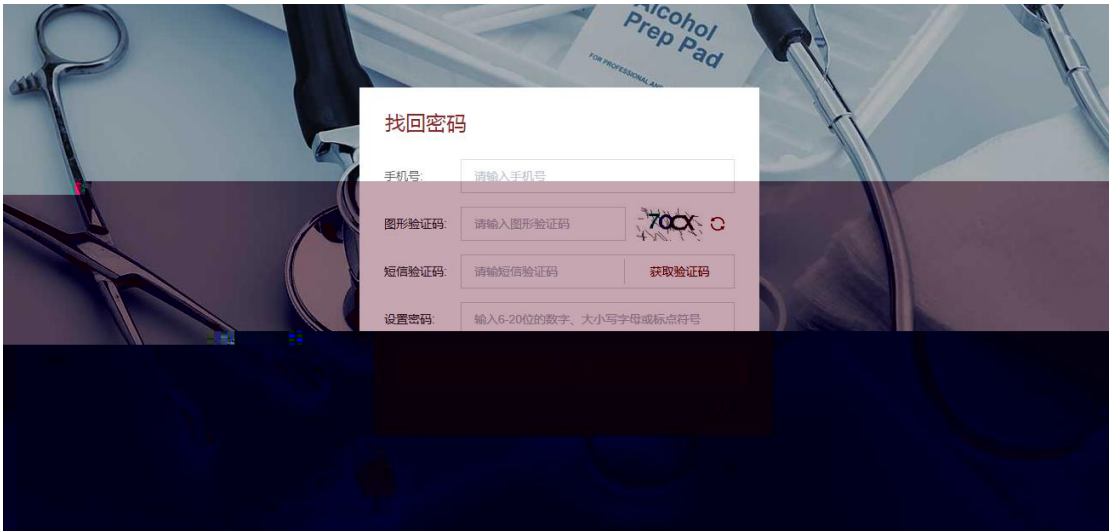 Alcohol
Prep Pad
FOR PROFESSIONAL AND
找回密码
手机号: 请输入手机号
图形验证码: 请输入图形验证码
短信验证码: 请输短信验证码 获取验证码
设置密码: 输入6-20位的数字、大小写字母或标点符号